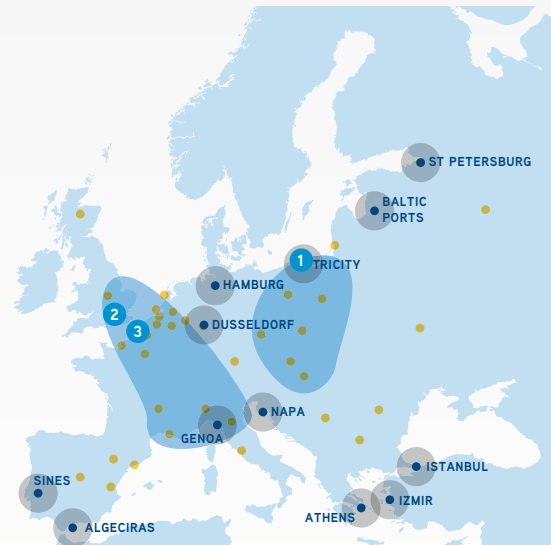 ST PETERSBURG
BALTIC
PORTS
1
TRICITY
HAMBURG
2
3
DUSSELDORF
NAPA
GENOA
ISTANBUL
SINES
IZMIR
ATHENS
ALGECIRAS